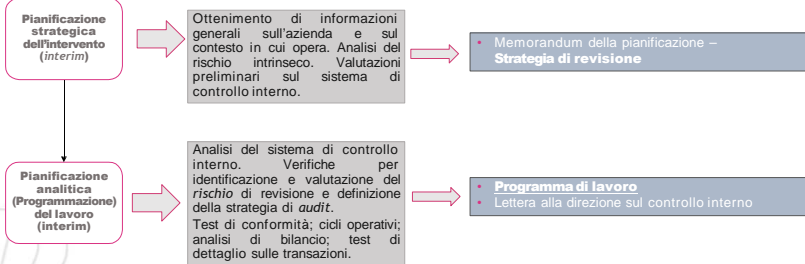 Pianificazione
strategica
dell'intervento
(interim)
Ottenimento di informazioni
generali sull'azienda e sul
contesto in cui opera. Analisi del
rischio intrinseco. Valutazioni
preliminari sul sistema di
controllo interno.
• Memorandum della pianificazione –
Strategia di revisione
Pianificazione
analitica
(Programmazione)
del lavoro
(interim)
Analisi del sistema di controllo
interno. Verifiche per
identificazione e valutazione del
rischio di revisione e definizione
della strategia di audit.
Test di conformità; cicli operativi;
analisi di bilancio; test di
dettaglio sulle transazioni.
• Programma di lavoro
• Lettera alla direzione sul controllo interno